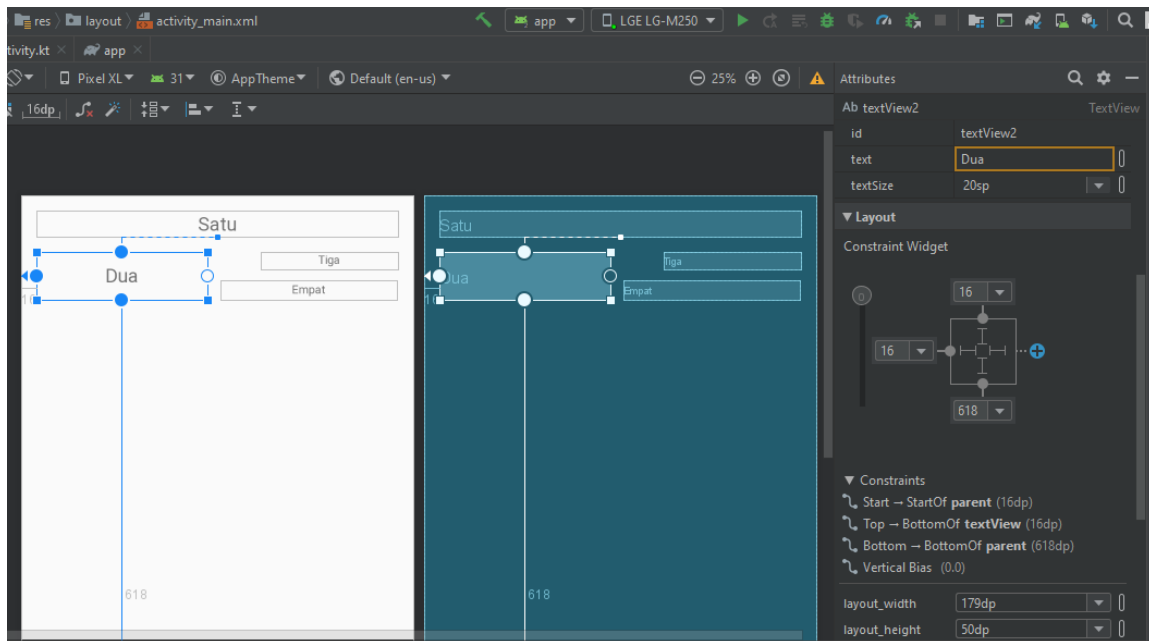 res layout activity_main.xml app LGE LG-M250
tivity.kt app
Pixel XL 31 AppTheme Default (en-us) 25% Attributes
16dp
Ab textView2 TextView
id textView2
text Dua
textSize 20sp
Layout
Constraint Widget
0
16
16
618
Satu
Dua
Tiga
Empat
618
Satu
Dua
Tiga
Empat
618
Constraints
Start → StartOf parent (16dp)
Top → BottomOf textView (16dp)
Bottom → BottomOf parent (618dp)
Vertical Bias (0.0)
layout_width 179dp
layout_height 50dp